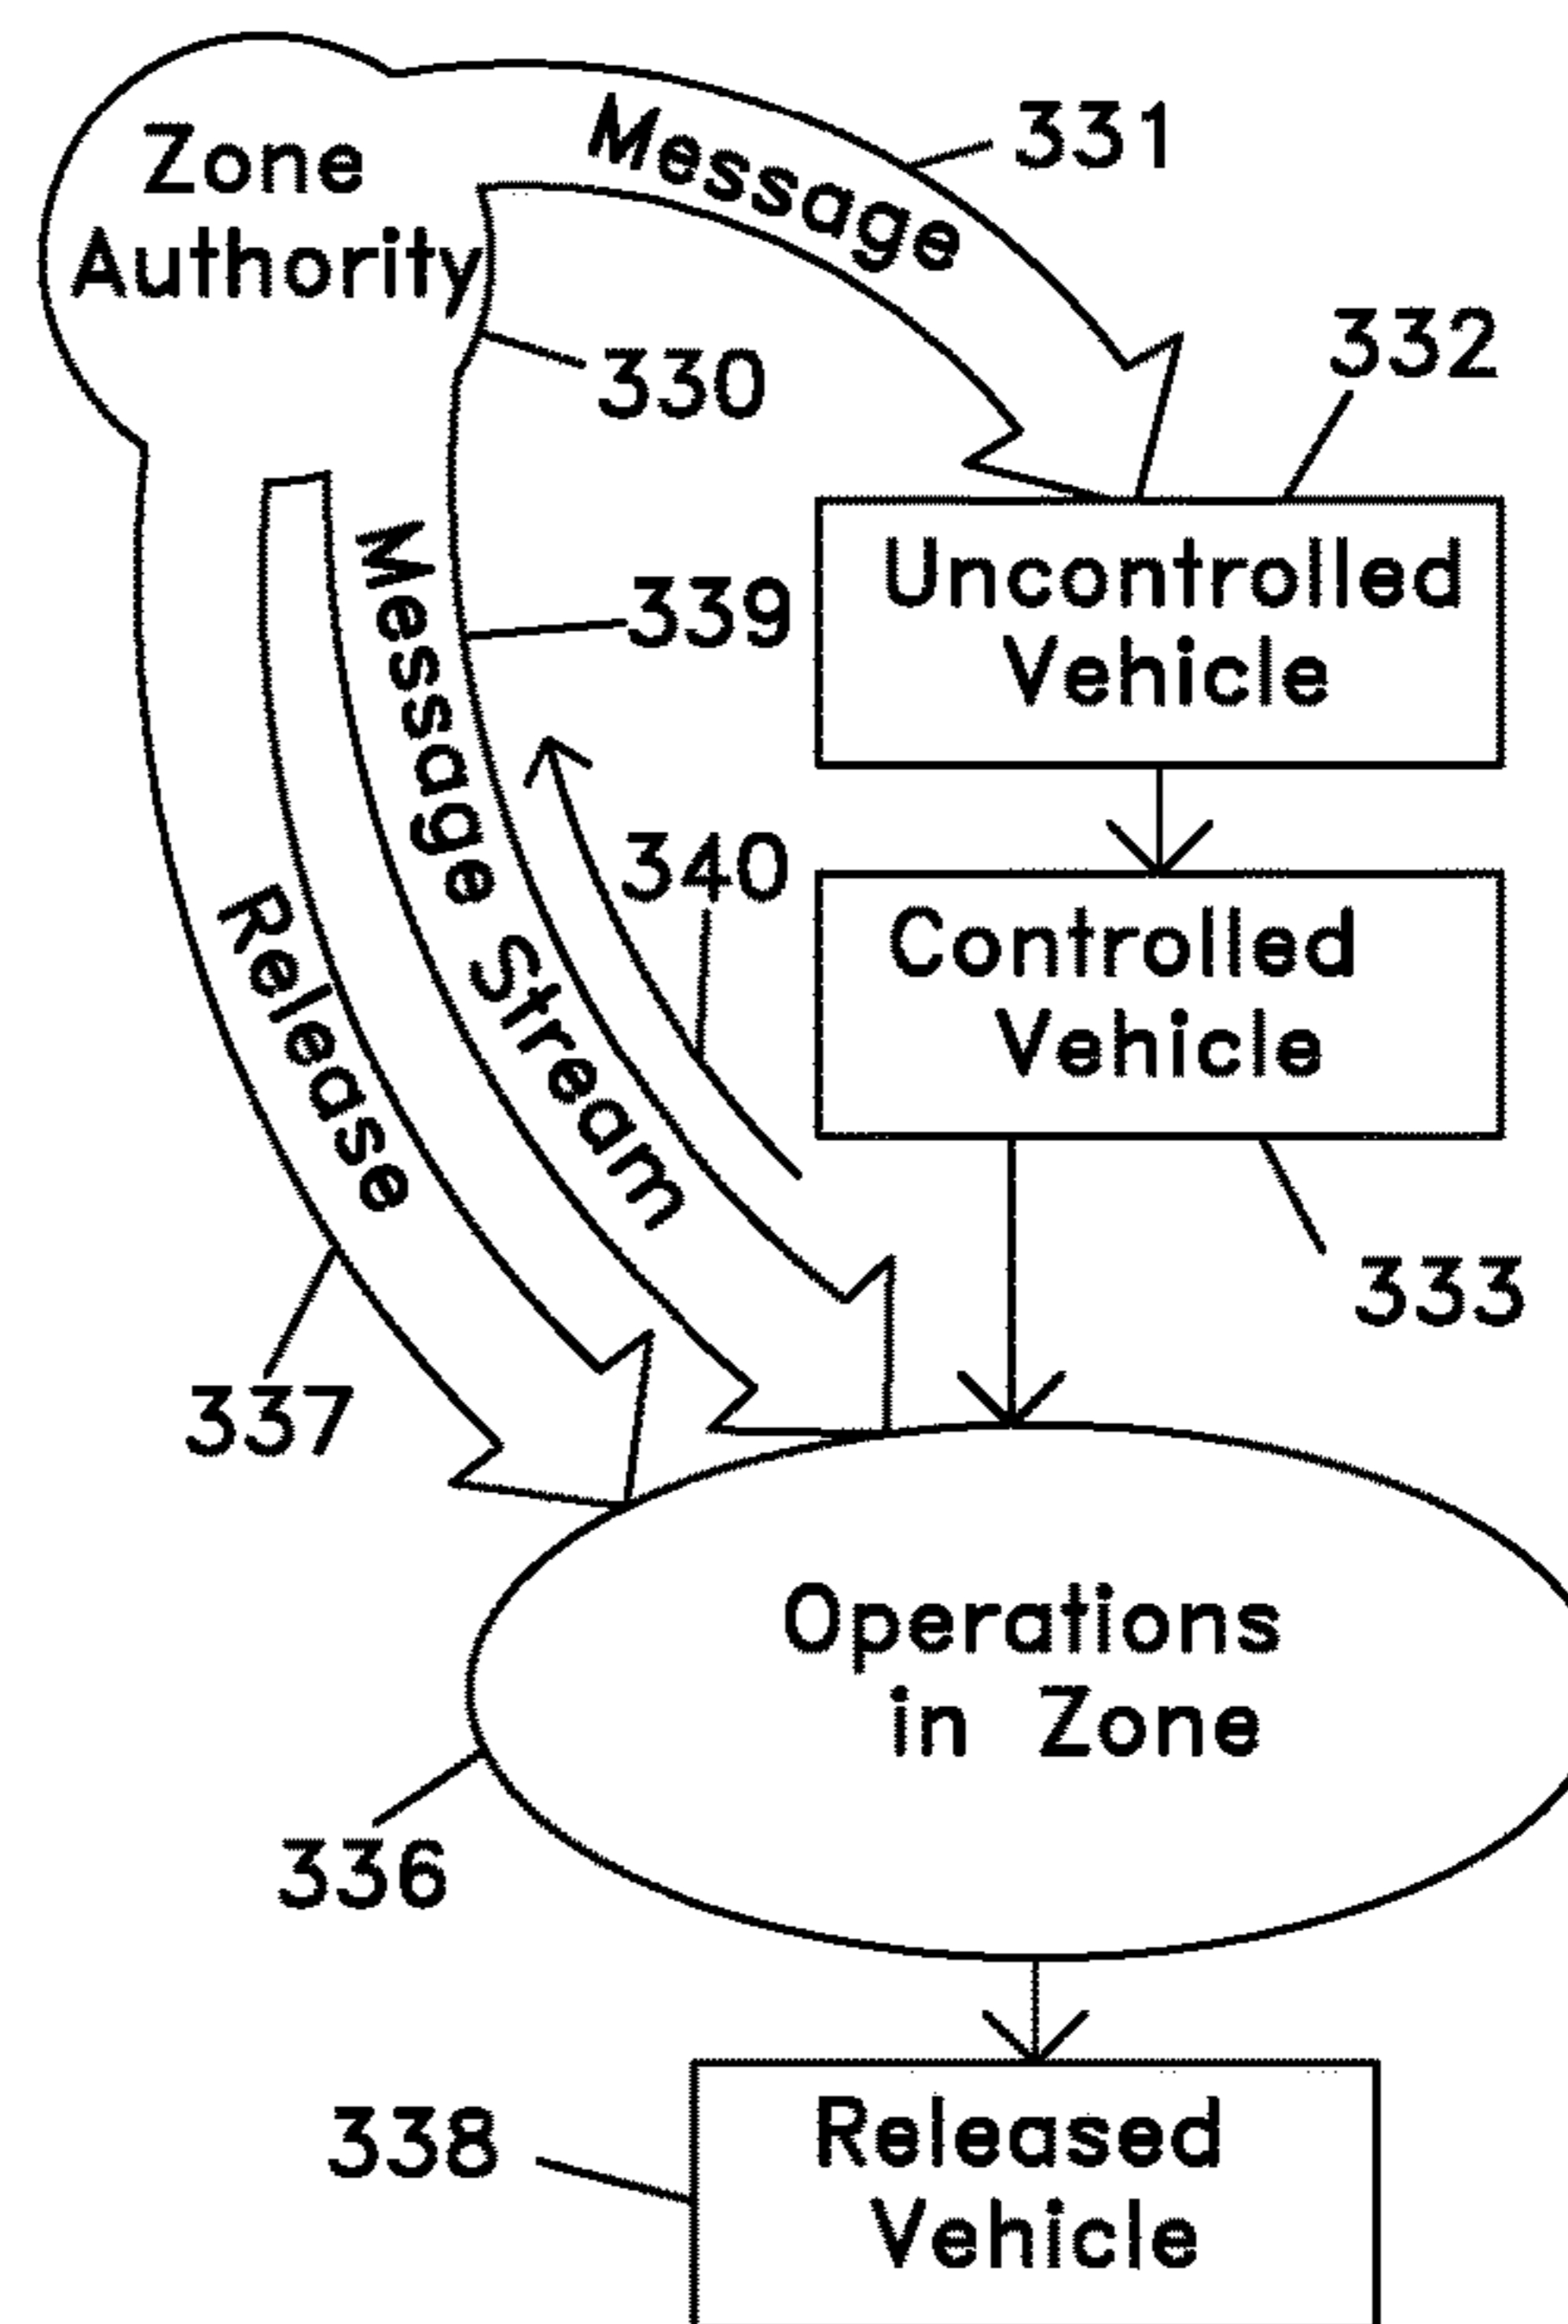 Zone
Authority
Message
331
330
332
339
Uncontrolled
Vehicle
Message Stream
340
Controlled
Vehicle
Release
333
337
Operations
in Zone
336
338
Released
Vehicle